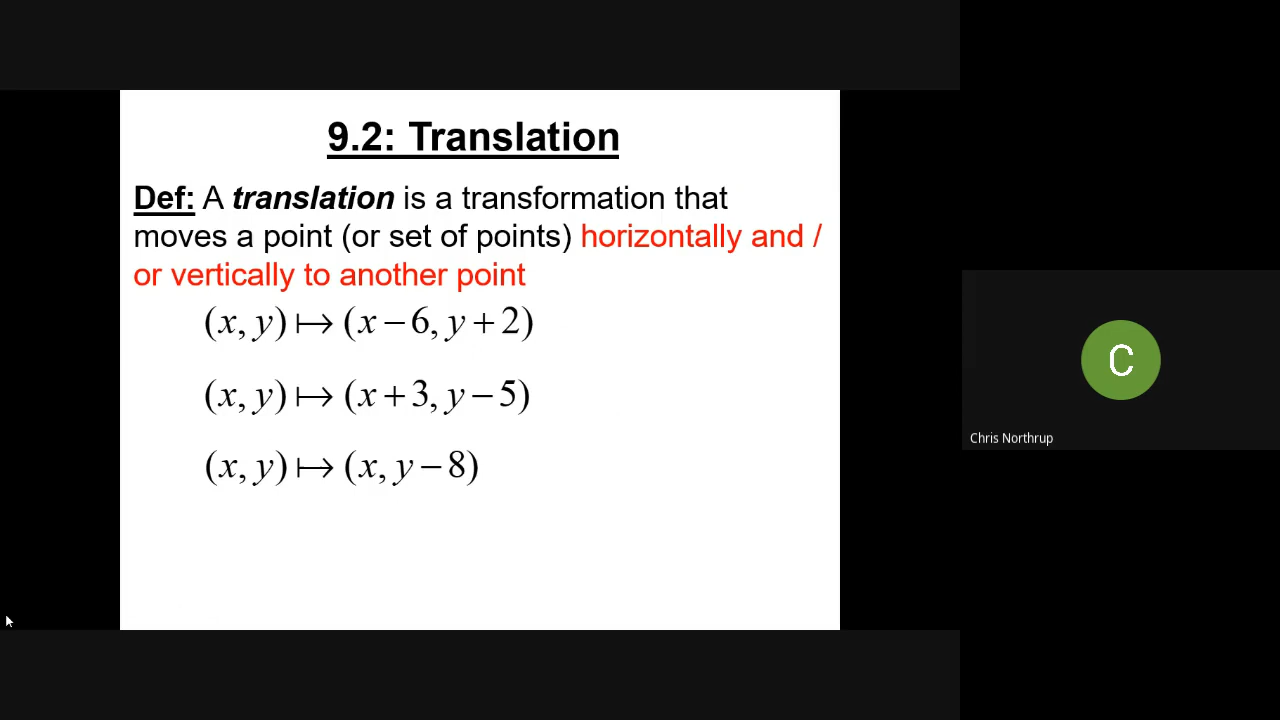 9.2: Translation
Def: A translation is a transformation that
moves a point (or set of points) horizontally and /
or vertically to another point
(x, y) ↦ (x − 6, y + 2)
(x, y) ↦ (x + 3, y − 5)
(x, y) ↦ (x, y − 8)
C
Chris Northrup